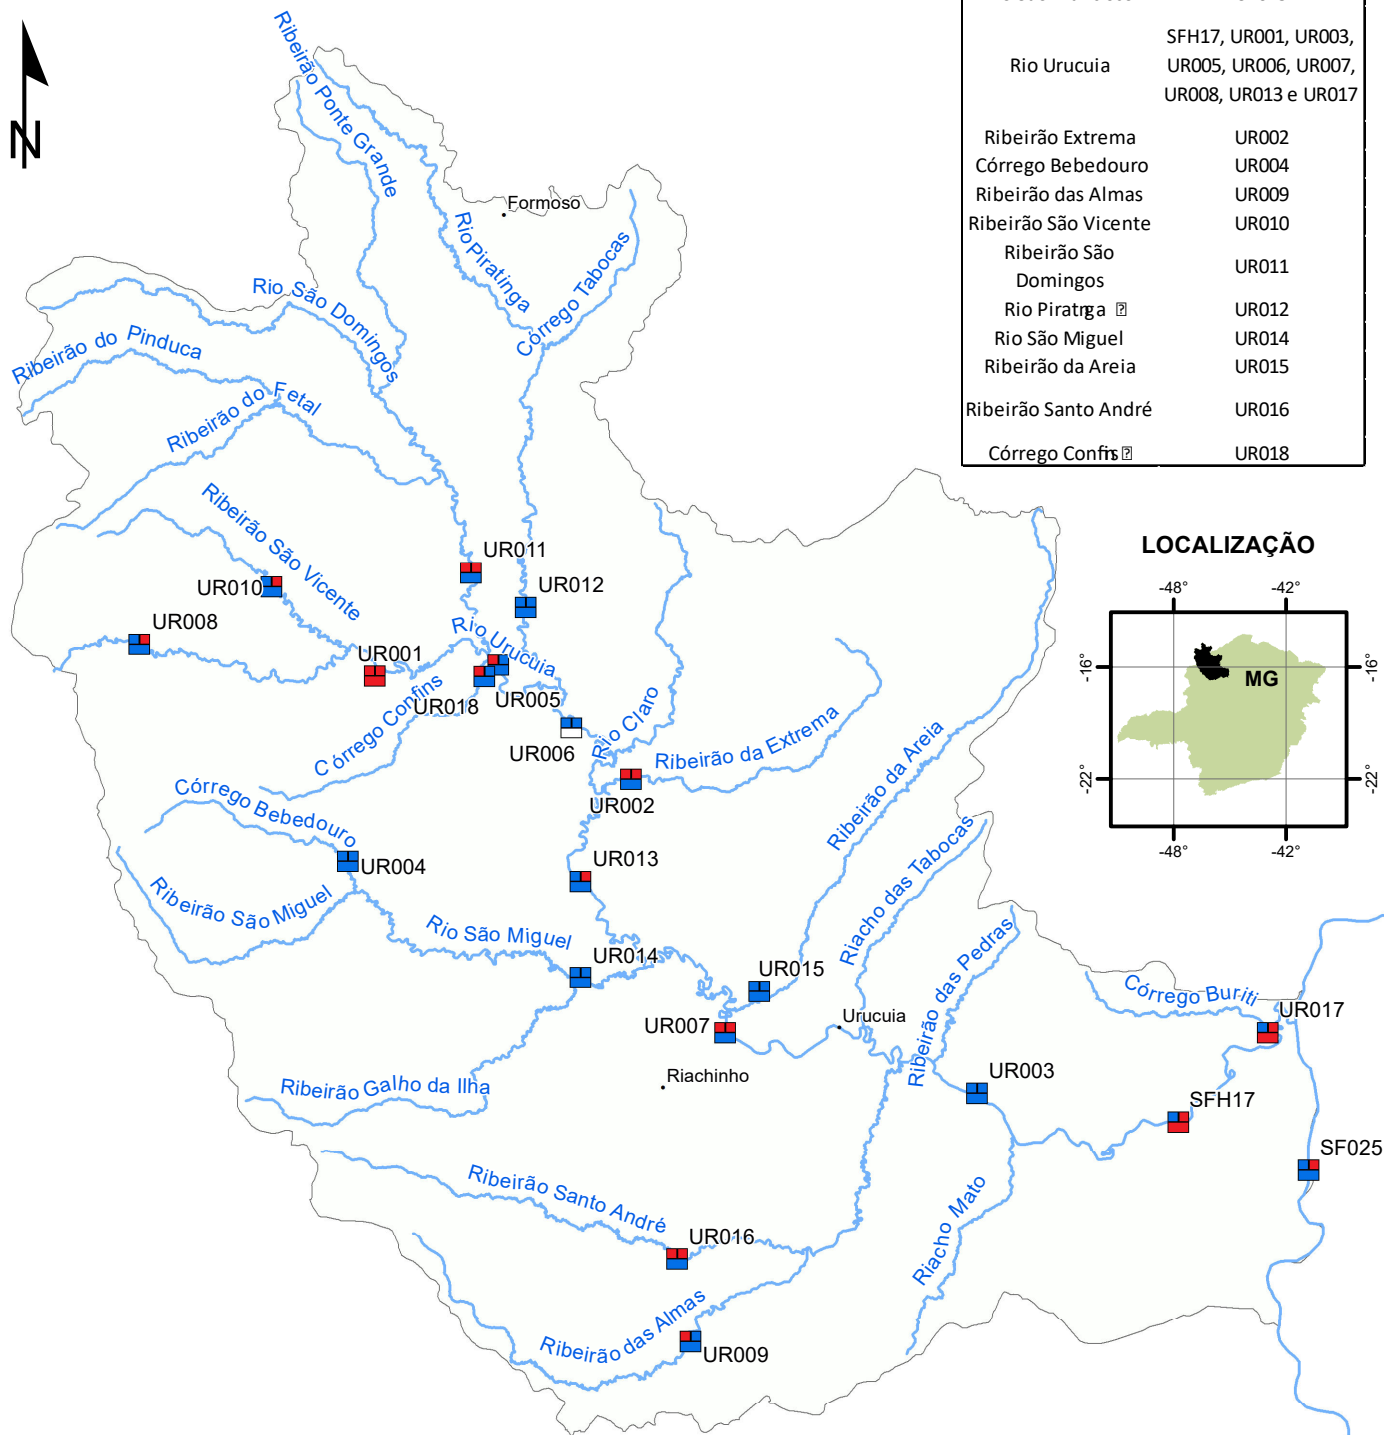 SFH17, UR001, UR003,
Rio Urucuia
UR005, UR006, UR007,
UR008, UR013 e UR017
Ribeirão Extrema UR002
Córrego Bebedouro UR004
Ribeirão das Almas UR009
Ribeirão São Vicente UR010
Ribeirão São
Domingos
UR011
UR012
Rio São Miguel UR014
Ribeirão da Areia UR015
Ribeirão Santo André UR016
Córrego Confins UR018
N
Ribeirão Ponte Grande
Formoso
Rio Piratinga
Córrego Tabocas
Rio São Domingos
Ribeirão do Pinduca
Ribeirão do Fetal
Ribeirão São Vicente
UR011
UR010
UR012
UR008
Rio Urucuia
UR001
UR018
UR005
Córrego Confins
UR006
Rio Claro
Ribeirão da Extrema
UR002
Ribeirão da Areia
Córrego Bebedouro
UR004
UR013
Ribeirão São Miguel
Rio São Miguel
UR014
UR015
Riacho das Tabocas
Ribeirão das Pedras
UR007
Urucuia
Córrego Buriti
UR017
Riachinho
Ribeirão Galho da Ilha
UR003
SFH17
SF025
Ribeirão Santo André
UR016
Riacho Mato
Ribeirão das Almas
UR009
LOCALIZAÇÃO
-48° -42°
-16° -16°
MG
-22° -22°
-48° -42°